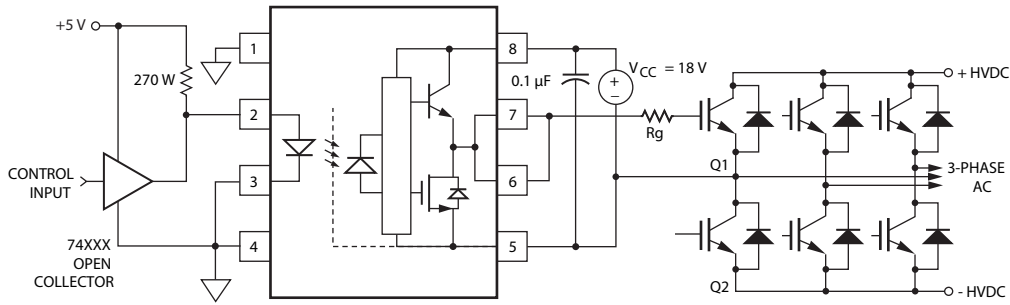 +5 V
270 W
CONTROL
INPUT
74XXX
OPEN
COLLECTOR
1
2
3
4
8
7
6
5
0.1 µF
+
–
VCC = 18 V
Rg
+ HVDC
Q1
3-PHASE
AC
Q2
- HVDC